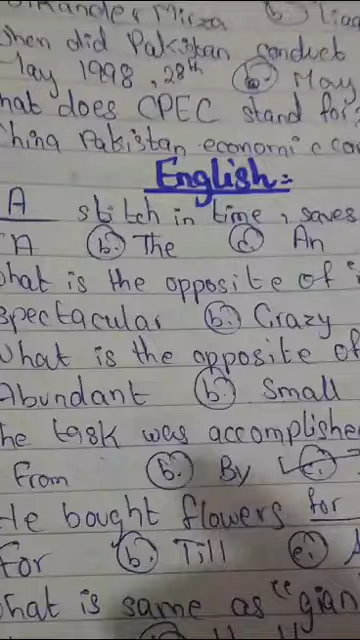 Mirza b.
When did Pakistan conduct
May 1998, 28th b. May
What does CPEC stand for?
China Pakistan economic
English:-
A stitch in time, saves
A b. The c. An
What is the opposite of
Spectacular b. Crazy
What is the opposite of
Abundant b. Small
The task was accomplished
From b. By c.
He bought flowers for
For b. Till c. A
What is same as "gian